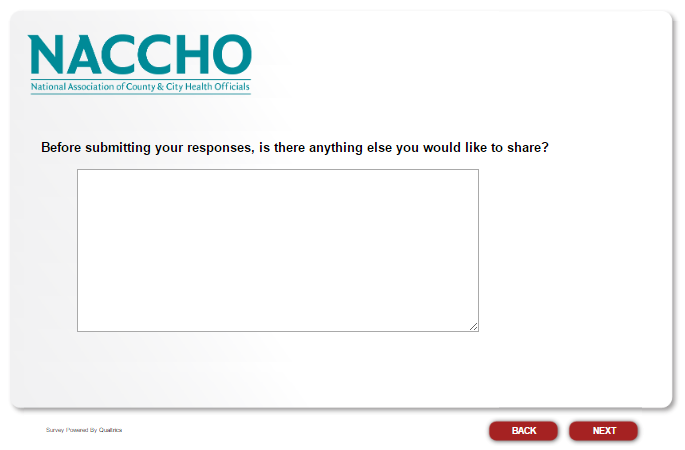 NACCHO
National Association of County & City Health Officials
Before submitting your responses, is there anything else you would like to share?
Survey Powered By Qualtrics
BACK NEXT